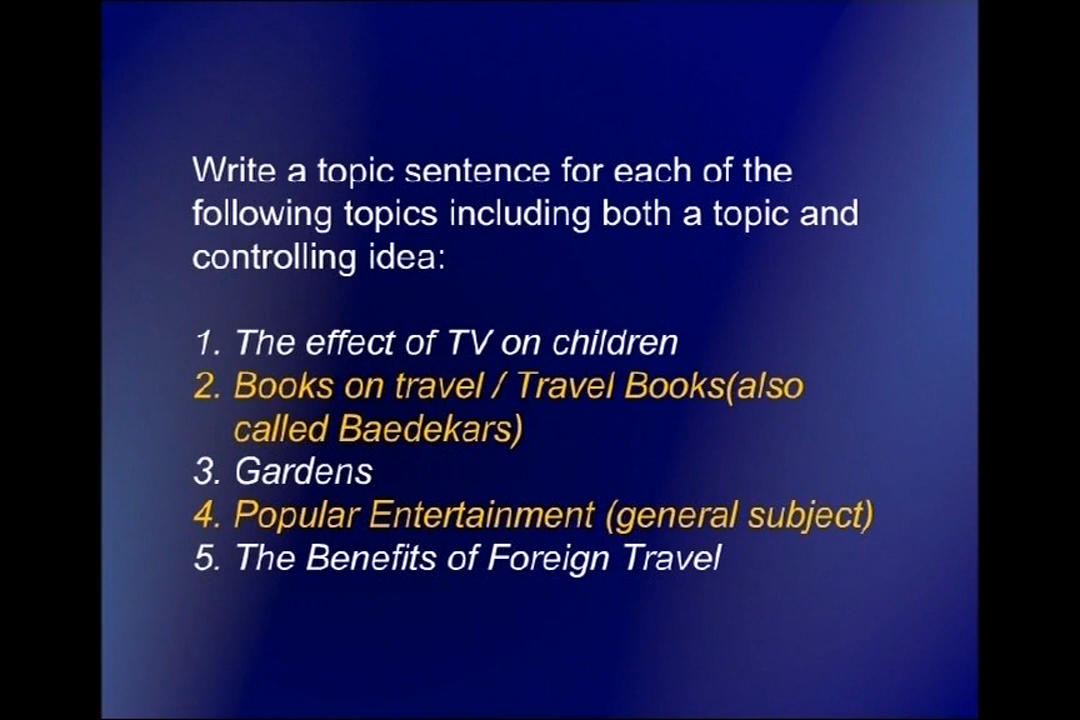 Write a topic sentence for each of the
following topics including both a topic and
controlling idea:
1. The effect of TV on children
2. Books on travel / Travel Books(also
called Baedekars)
3. Gardens
4. Popular Entertainment (general subject)
5. The Benefits of Foreign Travel